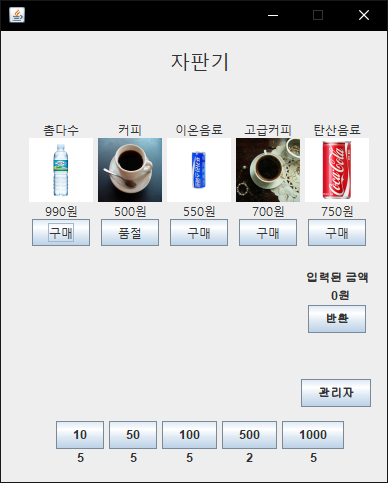 자판기
촘다수 커피 이온음료 고급커피 탄산음료
Coca-Cola
990원 500원 550원 700원 750원
구매 품절 구매 구매 구매
입력된 금액
0원
반환
관리자
10 50 100 500 1000
5 5 5 2 5